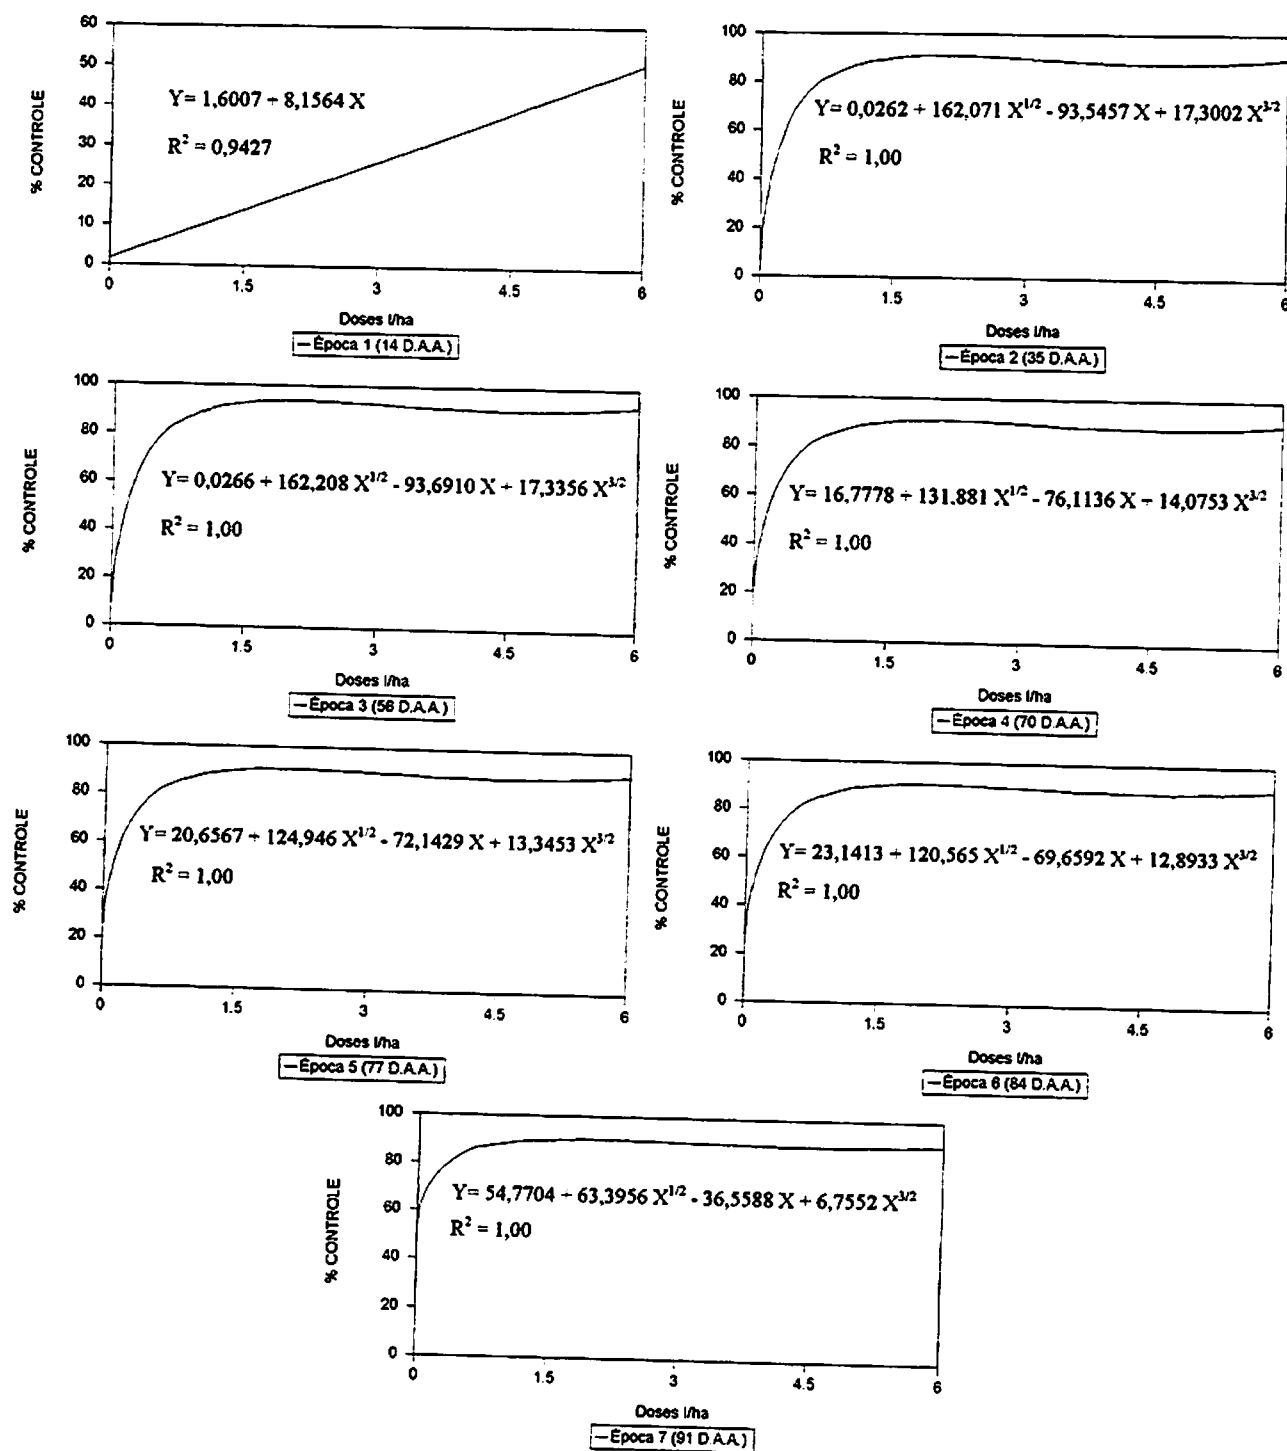 60
50
40
30
20
10
0
% CONTROLE
Y= 1,6007 + 8,1564 X
R² = 0,9427
0 1.5 3 4.5 6
Doses l/ha
Época 1 (14 D.A.A.)
100
80
60
40
20
0
% CONTROLE
Y= 0,0262 + 162,071 X^1/2 - 93,5457 X + 17,3002 X^3/2
R² = 1,00
0 1.5 3 4.5 6
Doses l/ha
Época 2 (35 D.A.A.)
100
80
60
40
20
0
% CONTROLE
Y= 0,0266 + 162,208 X^1/2 - 93,6910 X + 17,3356 X^3/2
R² = 1,00
0 1.5 3 4.5 6
Doses l/ha
Época 3 (56 D.A.A.)
100
80
60
40
20
0
% CONTROLE
Y= 16,7778 + 131,881 X^1/2 - 76,1136 X + 14,0753 X^3/2
R² = 1,00
0 1.5 3 4.5 6
Doses l/ha
Época 4 (70 D.A.A.)
100
80
60
40
20
0
% CONTROLE
Y= 20,6567 + 124,946 X^1/2 - 72,1429 X + 13,3453 X^3/2
R² = 1,00
0 1.5 3 4.5 6
Doses l/ha
Época 5 (77 D.A.A.)
100
80
60
40
20
0
% CONTROLE
Y= 23,1413 + 120,565 X^1/2 - 69,6592 X + 12,8933 X^3/2
R² = 1,00
0 1.5 3 4.5 6
Doses l/ha
Época 6 (84 D.A.A.)
100
80
60
40
20
0
% CONTROLE
Y= 54,7704 + 63,3956 X^1/2 - 36,5588 X + 6,7552 X^3/2
R² = 1,00
0 1.5 3 4.5 6
Doses l/ha
Época 7 (91 D.A.A.)